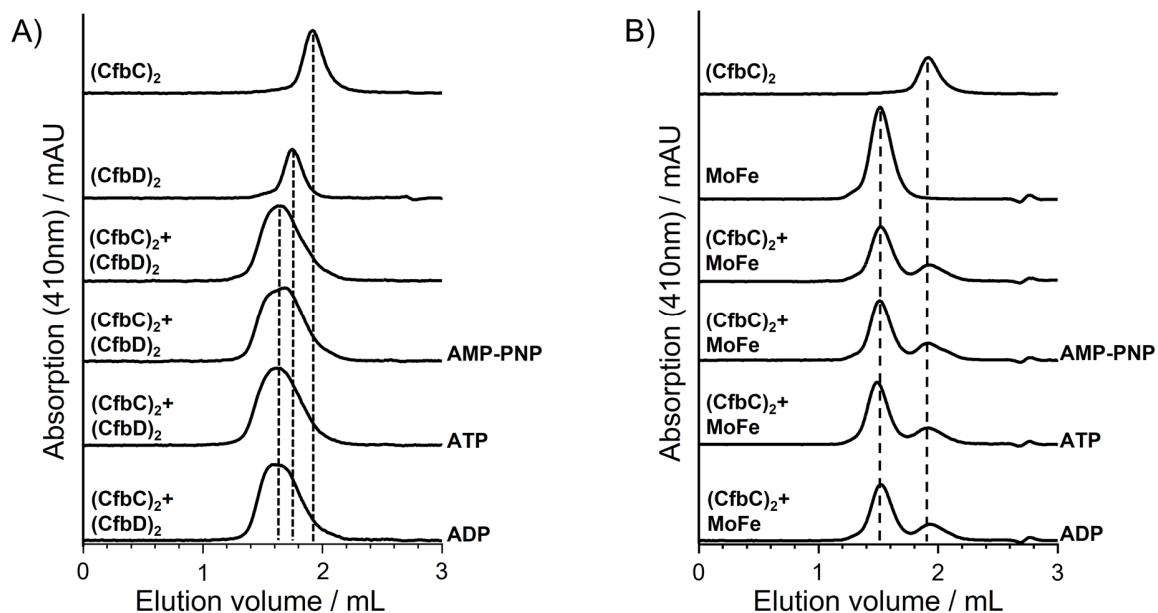 A)
(CfbC)₂
(CfbD)₂
(CfbC)₂+
(CfbD)₂
(CfbC)₂+
(CfbD)₂
AMP-PNP
(CfbC)₂+
(CfbD)₂
ATP
(CfbC)₂+
(CfbD)₂
ADP
Absorption (410nm) / mAU
0 1 2 3
Elution volume / mL
B)
(CfbC)₂
MoFe
(CfbC)₂+
MoFe
(CfbC)₂+
MoFe
AMP-PNP
(CfbC)₂+
MoFe
ATP
(CfbC)₂+
MoFe
ADP
Absorption (410nm) / mAU
0 1 2 3
Elution volume / mL